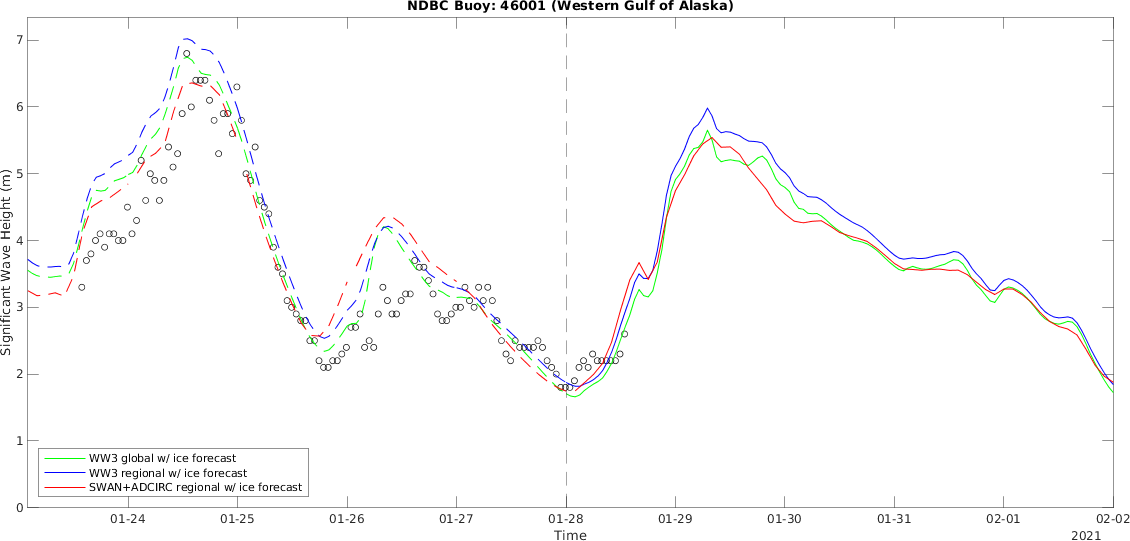 NDBC Buoy: 46001 (Western Gulf of Alaska)
Significant Wave Height (m)
7
6
5
4
3
2
1
0
WW3 global w/ ice forecast
WW3 regional w/ ice forecast
SWAN+ADCIRC regional w/ ice forecast
01-24 01-25 01-26 01-27 01-28 01-29 01-30 01-31 02-01 02-02
Time
2021